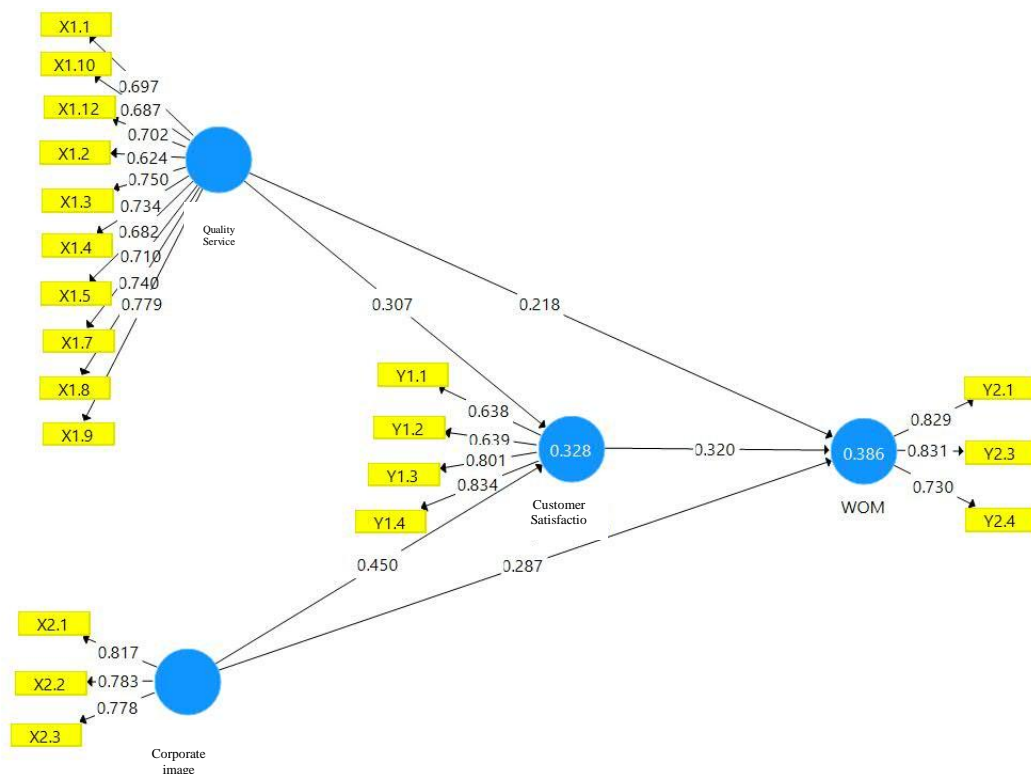 X1.1
X1.10
X1.12
X1.2
X1.3
X1.4
X1.5
X1.7
X1.8
X1.9
0.697
0.687
0.702
0.624
0.750
0.734
0.682
0.710
0.740
0.779
Quality
Service
0.307
0.218
Y1.1
Y1.2
Y1.3
Y1.4
0.638
0.639
0.801
0.834
0.328
Customer
Satisfactio
0.320
0.386
WOM
0.829
0.831
0.730
Y2.1
Y2.3
Y2.4
0.450
0.287
X2.1
X2.2
X2.3
0.817
0.783
0.778
Corporate
image